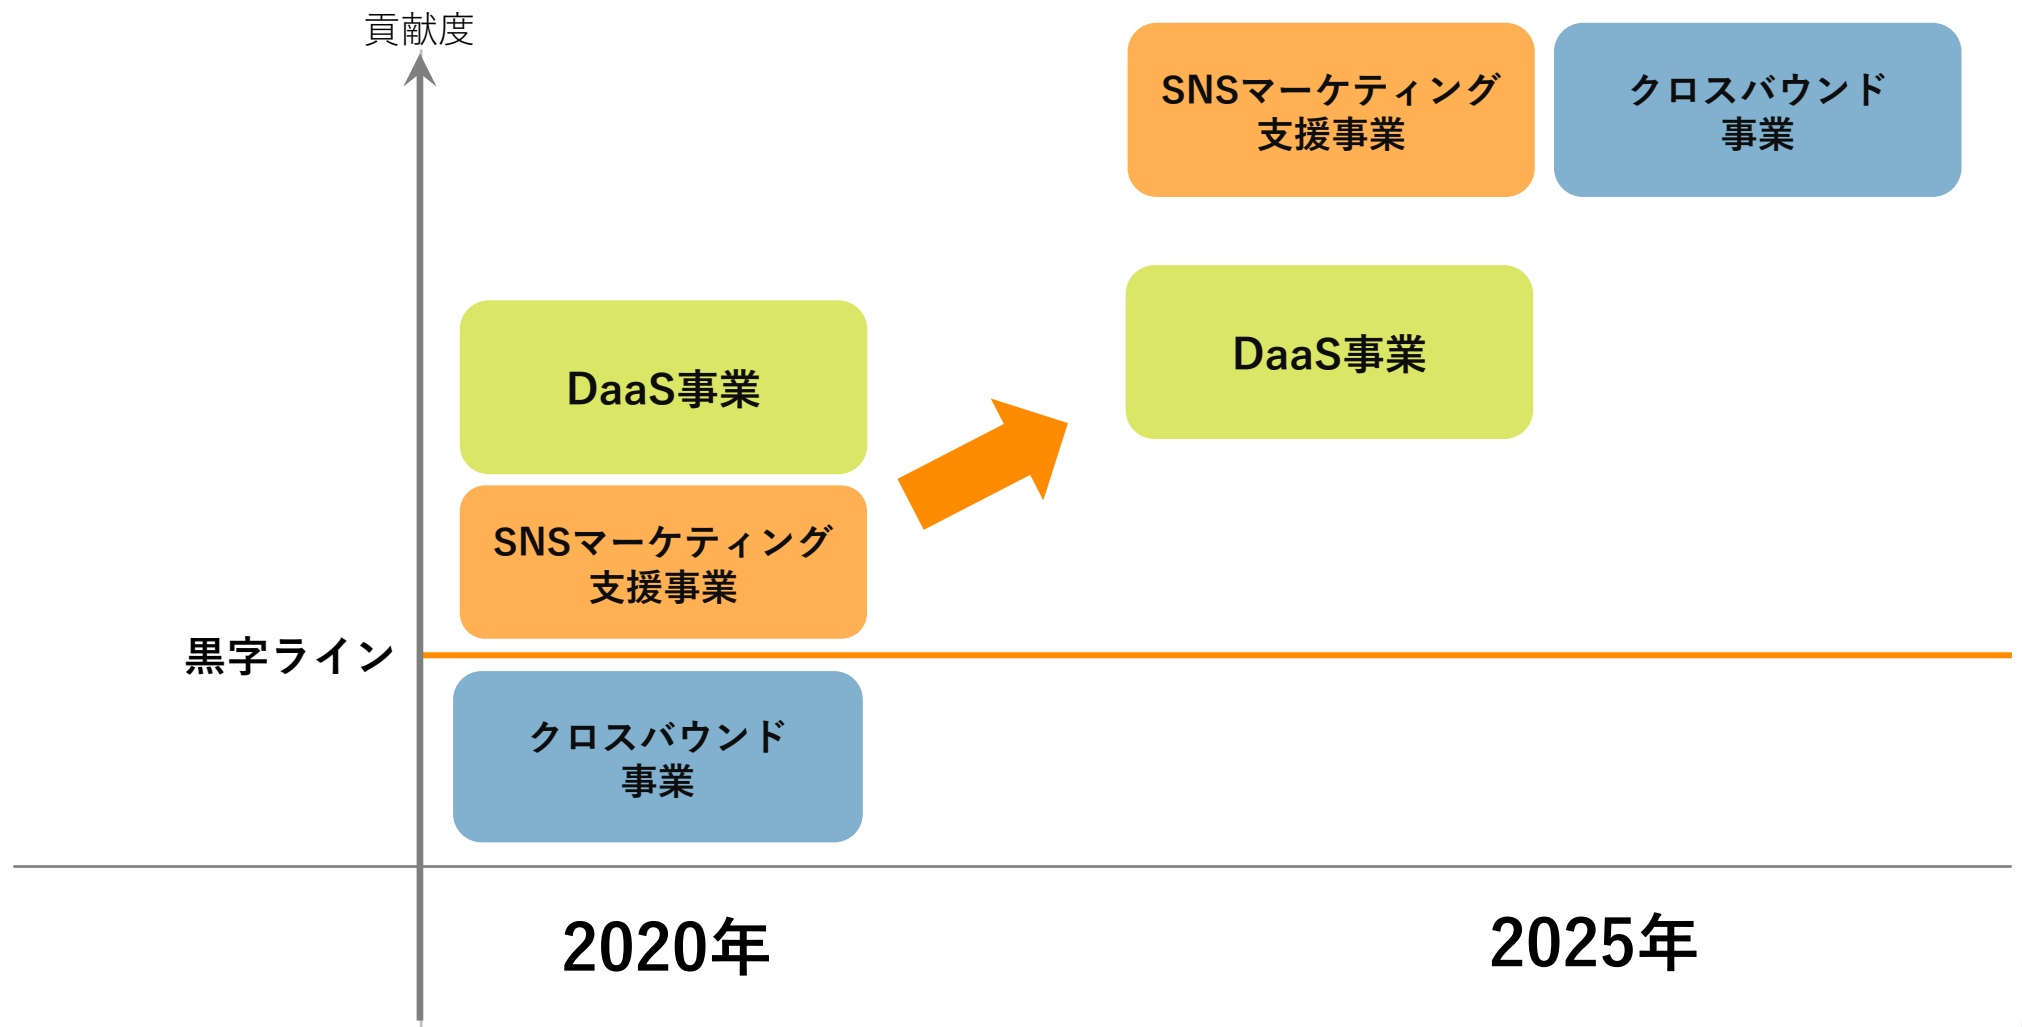 貢献度
SNSマーケティング
支援事業
クロスバウンド
事業
DaaS事業
DaaS事業
SNSマーケティング
支援事業
黒字ライン
クロスバウンド
事業
2020年
2025年